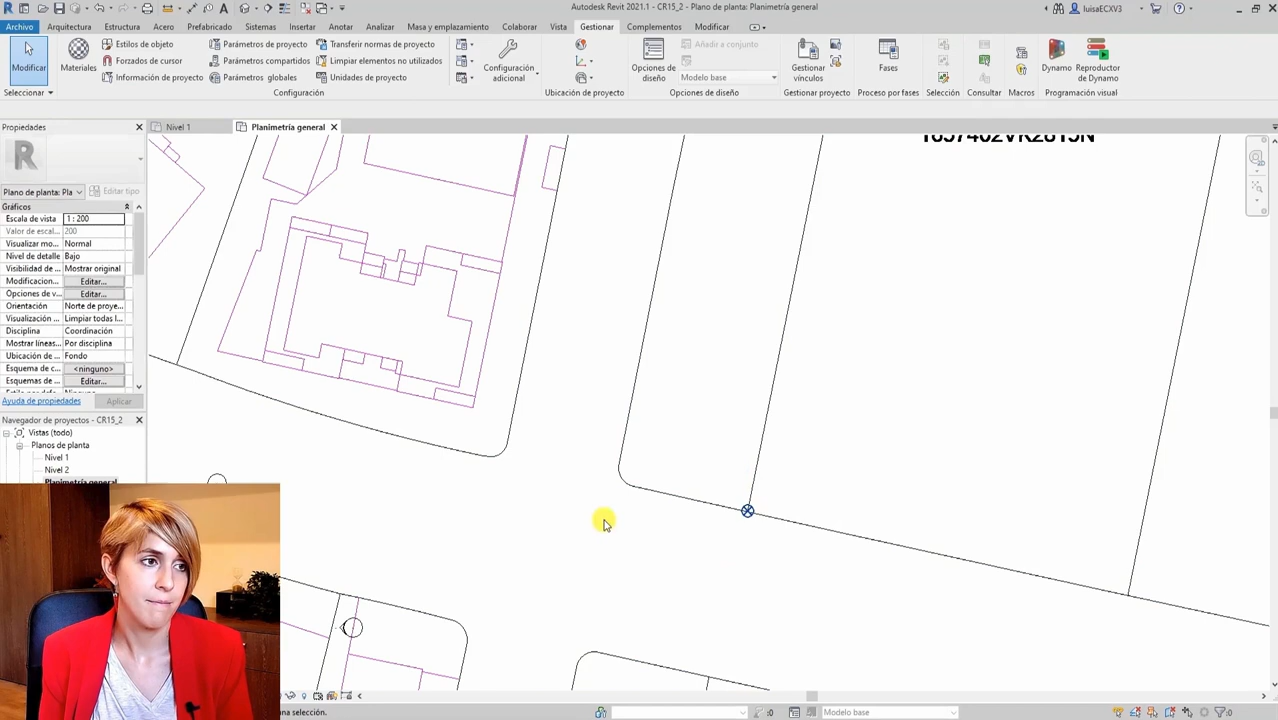 Autodesk Revit 2021.1 - CR15_2 - Plano de planta: Planimetría general
luisaECXV3
Archivo Arquitectura Estructura Acero Prefabricado Sistemas Insertar Anotar Analizar Masa y emplazamiento Colaborar Vista Gestionar Complementos Modificar
Modificar
Seleccionar
Materiales
Estilos de objeto
Forzados de cursor
Información de proyecto
Parámetros de proyecto
Parámetros compartidos
Parámetros globales
Transferir normas de proyecto
Limpiar elementos no utilizados
Unidades de proyecto
Configuración
Configuración
adicional
Ubicación de proyecto
Opciones de
diseño
Añadir a conjunto
Modelo base
Opciones de diseño
Gestionar
vínculos
Gestionar proyecto
Fases
Proceso por fases
Selección
Consultar
Macros
Dynamo
Reproductor
de Dynamo
Programación visual
Propiedades
Nivel 1
Planimetría general
1857402VK2815N
Plano de planta: Pla
Editar tipo
Gráficos
Escala de vista 1 : 200
Valor de escal... 200
Visualizar mo... Normal
Nivel de detalle Bajo
Visibilidad de ... Mostrar original
Modificacion... Editar...
Opciones de v... Editar...
Orientación Norte de proye...
Visualización ... Limpiar todas l...
Disciplina Coordinación
Mostrar líneas... Por disciplina
Ubicación de ... Fondo
Esquema de c... <ninguno>
Esquemas de ... Editar...
Ayuda de propiedades Aplicar
Navegador de proyectos - CR15_2
Vistas (todo)
Planos de planta
Nivel 1
Nivel 2
Planimetría general
na selección.
:0
Modelo base
:0